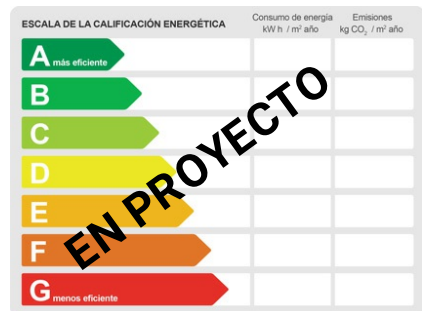 ESCALA DE LA CALIFICACIÓN ENERGÉTICA
Consumo de energía
kW h / m² año
Emisiones
kg CO₂ / m² año
A más eficiente
B
C
D
E
F
G menos eficiente
EN PROYECTO